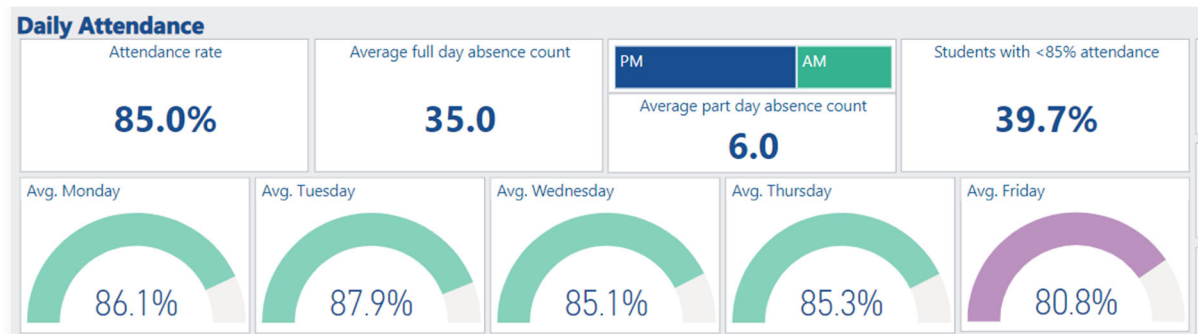 Daily Attendance
Attendance rate
85.0%
Average full day absence count
35.0
PM
AM
Average part day absence count
6.0
Students with <85% attendance
39.7%
Avg. Monday
86.1%
Avg. Tuesday
87.9%
Avg. Wednesday
85.1%
Avg. Thursday
85.3%
Avg. Friday
80.8%